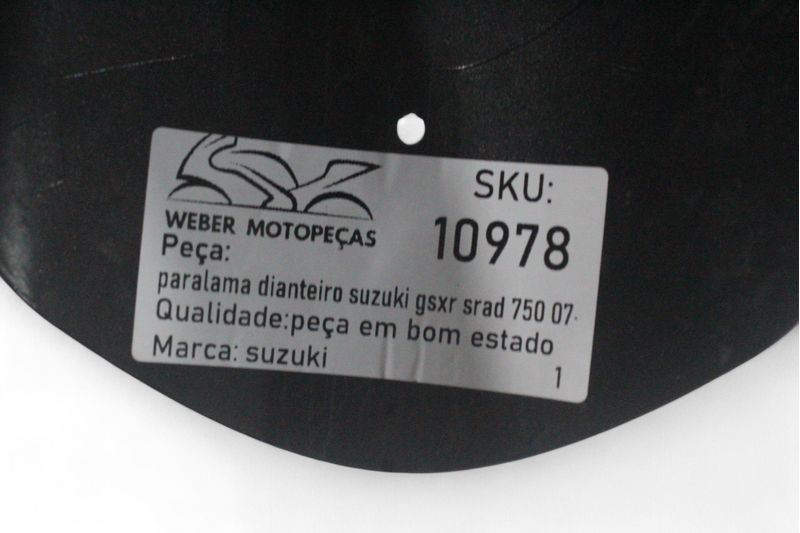 WEBER MOTOPEÇAS
SKU:
10978
Peça:
paralama dianteiro suzuki gsxr srad 750 07-
Qualidade:peça em bom estado
Marca: suzuki
1